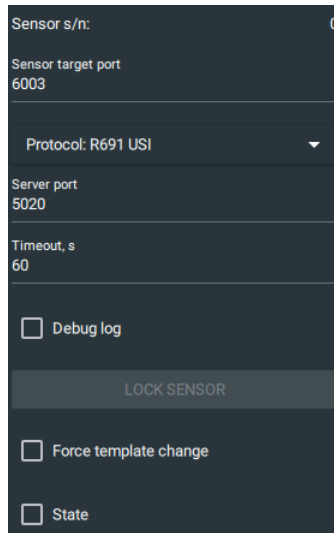 Sensor s/n:
Sensor target port
6003
Protocol: R691 USI
Server port
5020
Timeout, s
60
Debug log
LOCK SENSOR
Force template change
State